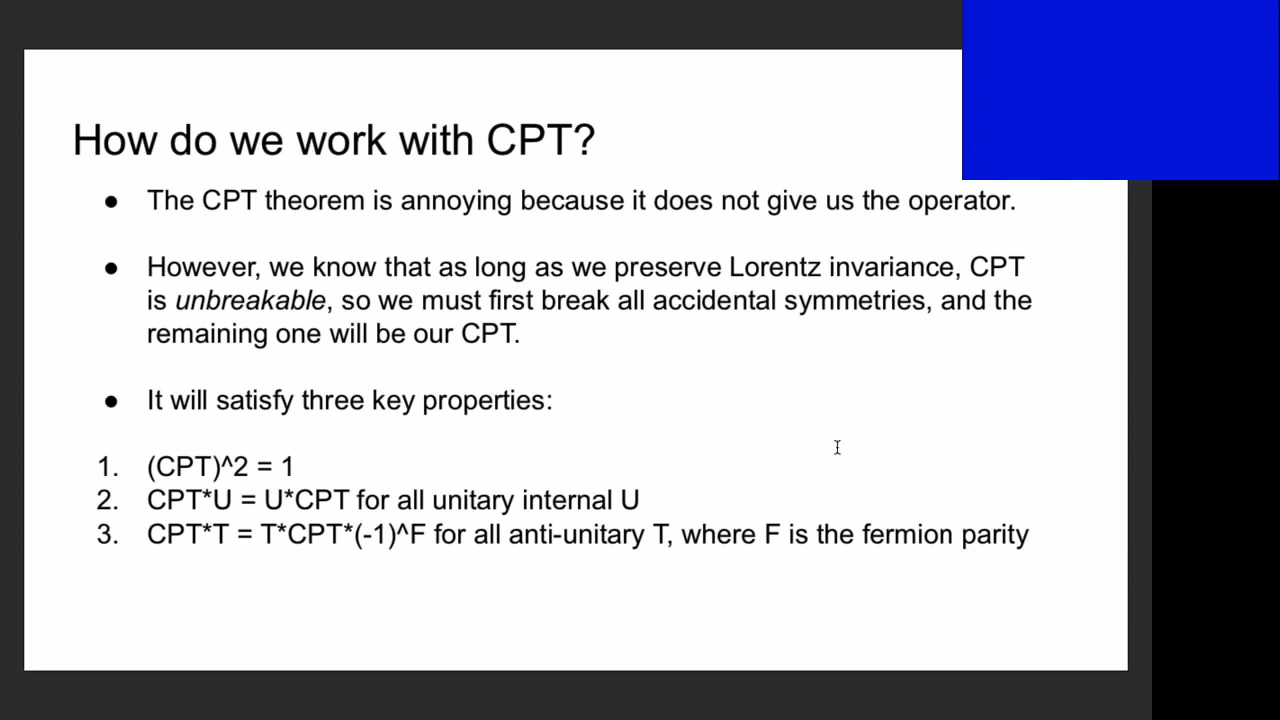 How do we work with CPT?
● The CPT theorem is annoying because it does not give us the operator.
● However, we know that as long as we preserve Lorentz invariance, CPT
is unbreakable, so we must first break all accidental symmetries, and the
remaining one will be our CPT.
● It will satisfy three key properties:
1. (CPT)^2 = 1
2. CPT*U = U*CPT for all unitary internal U
3. CPT*T = T*CPT*(-1)^F for all anti-unitary T, where F is the fermion parity